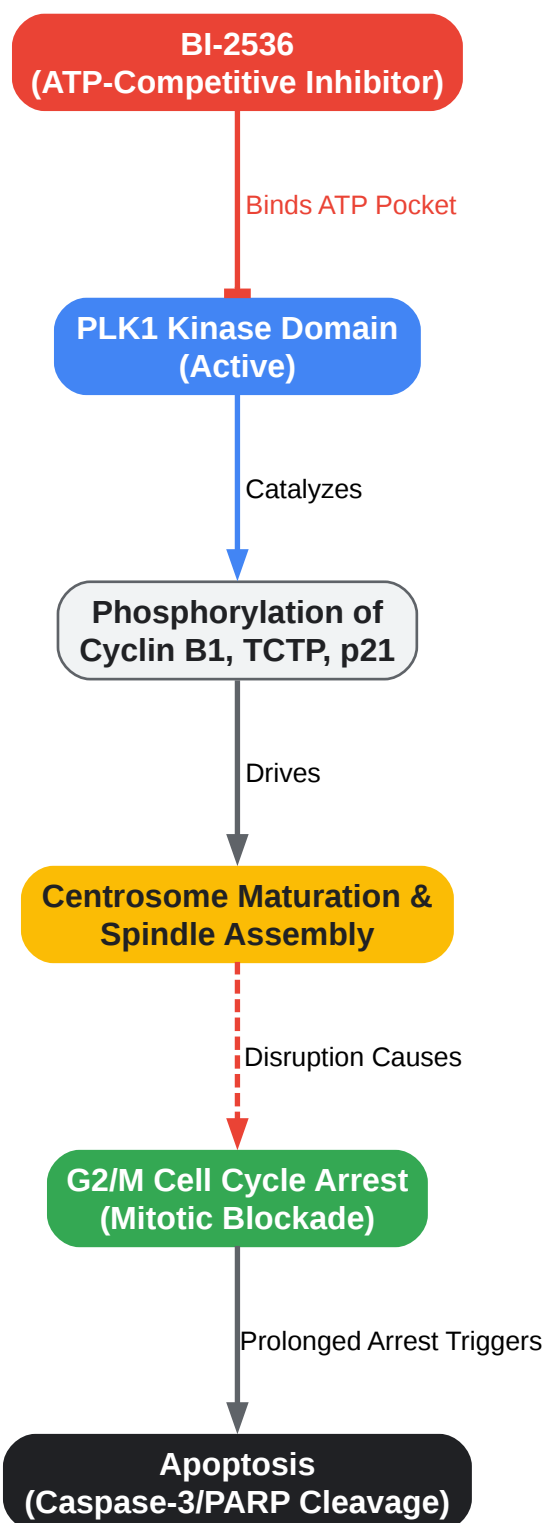 BI-2536
(ATP-Competitive Inhibitor)
Binds ATP Pocket
PLK1 Kinase Domain
(Active)
Catalyzes
Phosphorylation of
Cyclin B1, TCTP, p21
Drives
Centrosome Maturation &
Spindle Assembly
Disruption Causes
G2/M Cell Cycle Arrest
(Mitotic Blockade)
Prolonged Arrest Triggers
Apoptosis
(Caspase-3/PARP Cleavage)